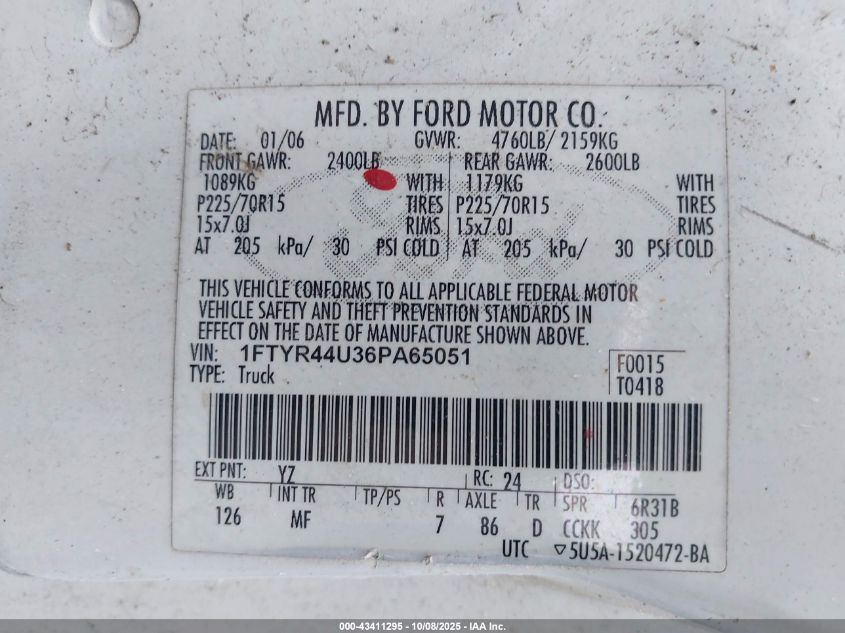 MFD. BY FORD MOTOR CO.
DATE: 01/06 GVWR: 4760LB/ 2159KG
FRONT GAWR: 2400LB REAR GAWR: 2600LB
1089KG WITH 1179KG WITH
P225/70R15 TIRES P225/70R15 TIRES
15x7.0J RIMS 15x7.0J RIMS
AT 205 kPa/ 30 PSI COLD AT 205 kPa/ 30 PSI COLD
THIS VEHICLE CONFORMS TO ALL APPLICABLE FEDERAL MOTOR
VEHICLE SAFETY AND THEFT PREVENTION STANDARDS IN
EFFECT ON THE DATE OF MANUFACTURE SHOWN ABOVE.
VIN: 1FTYR44U36PA65051 F0015
TYPE: Truck T0418
EXT PNT: YZ RC: 24 DSO:
WB INT TR TP/PS R AXLE TR SPR 6R31B
126 MF 7 86 D CCKK 305
UTC ▽5U5A-1520472-BA
000-43411295 - 10/08/2025 - IAA Inc.